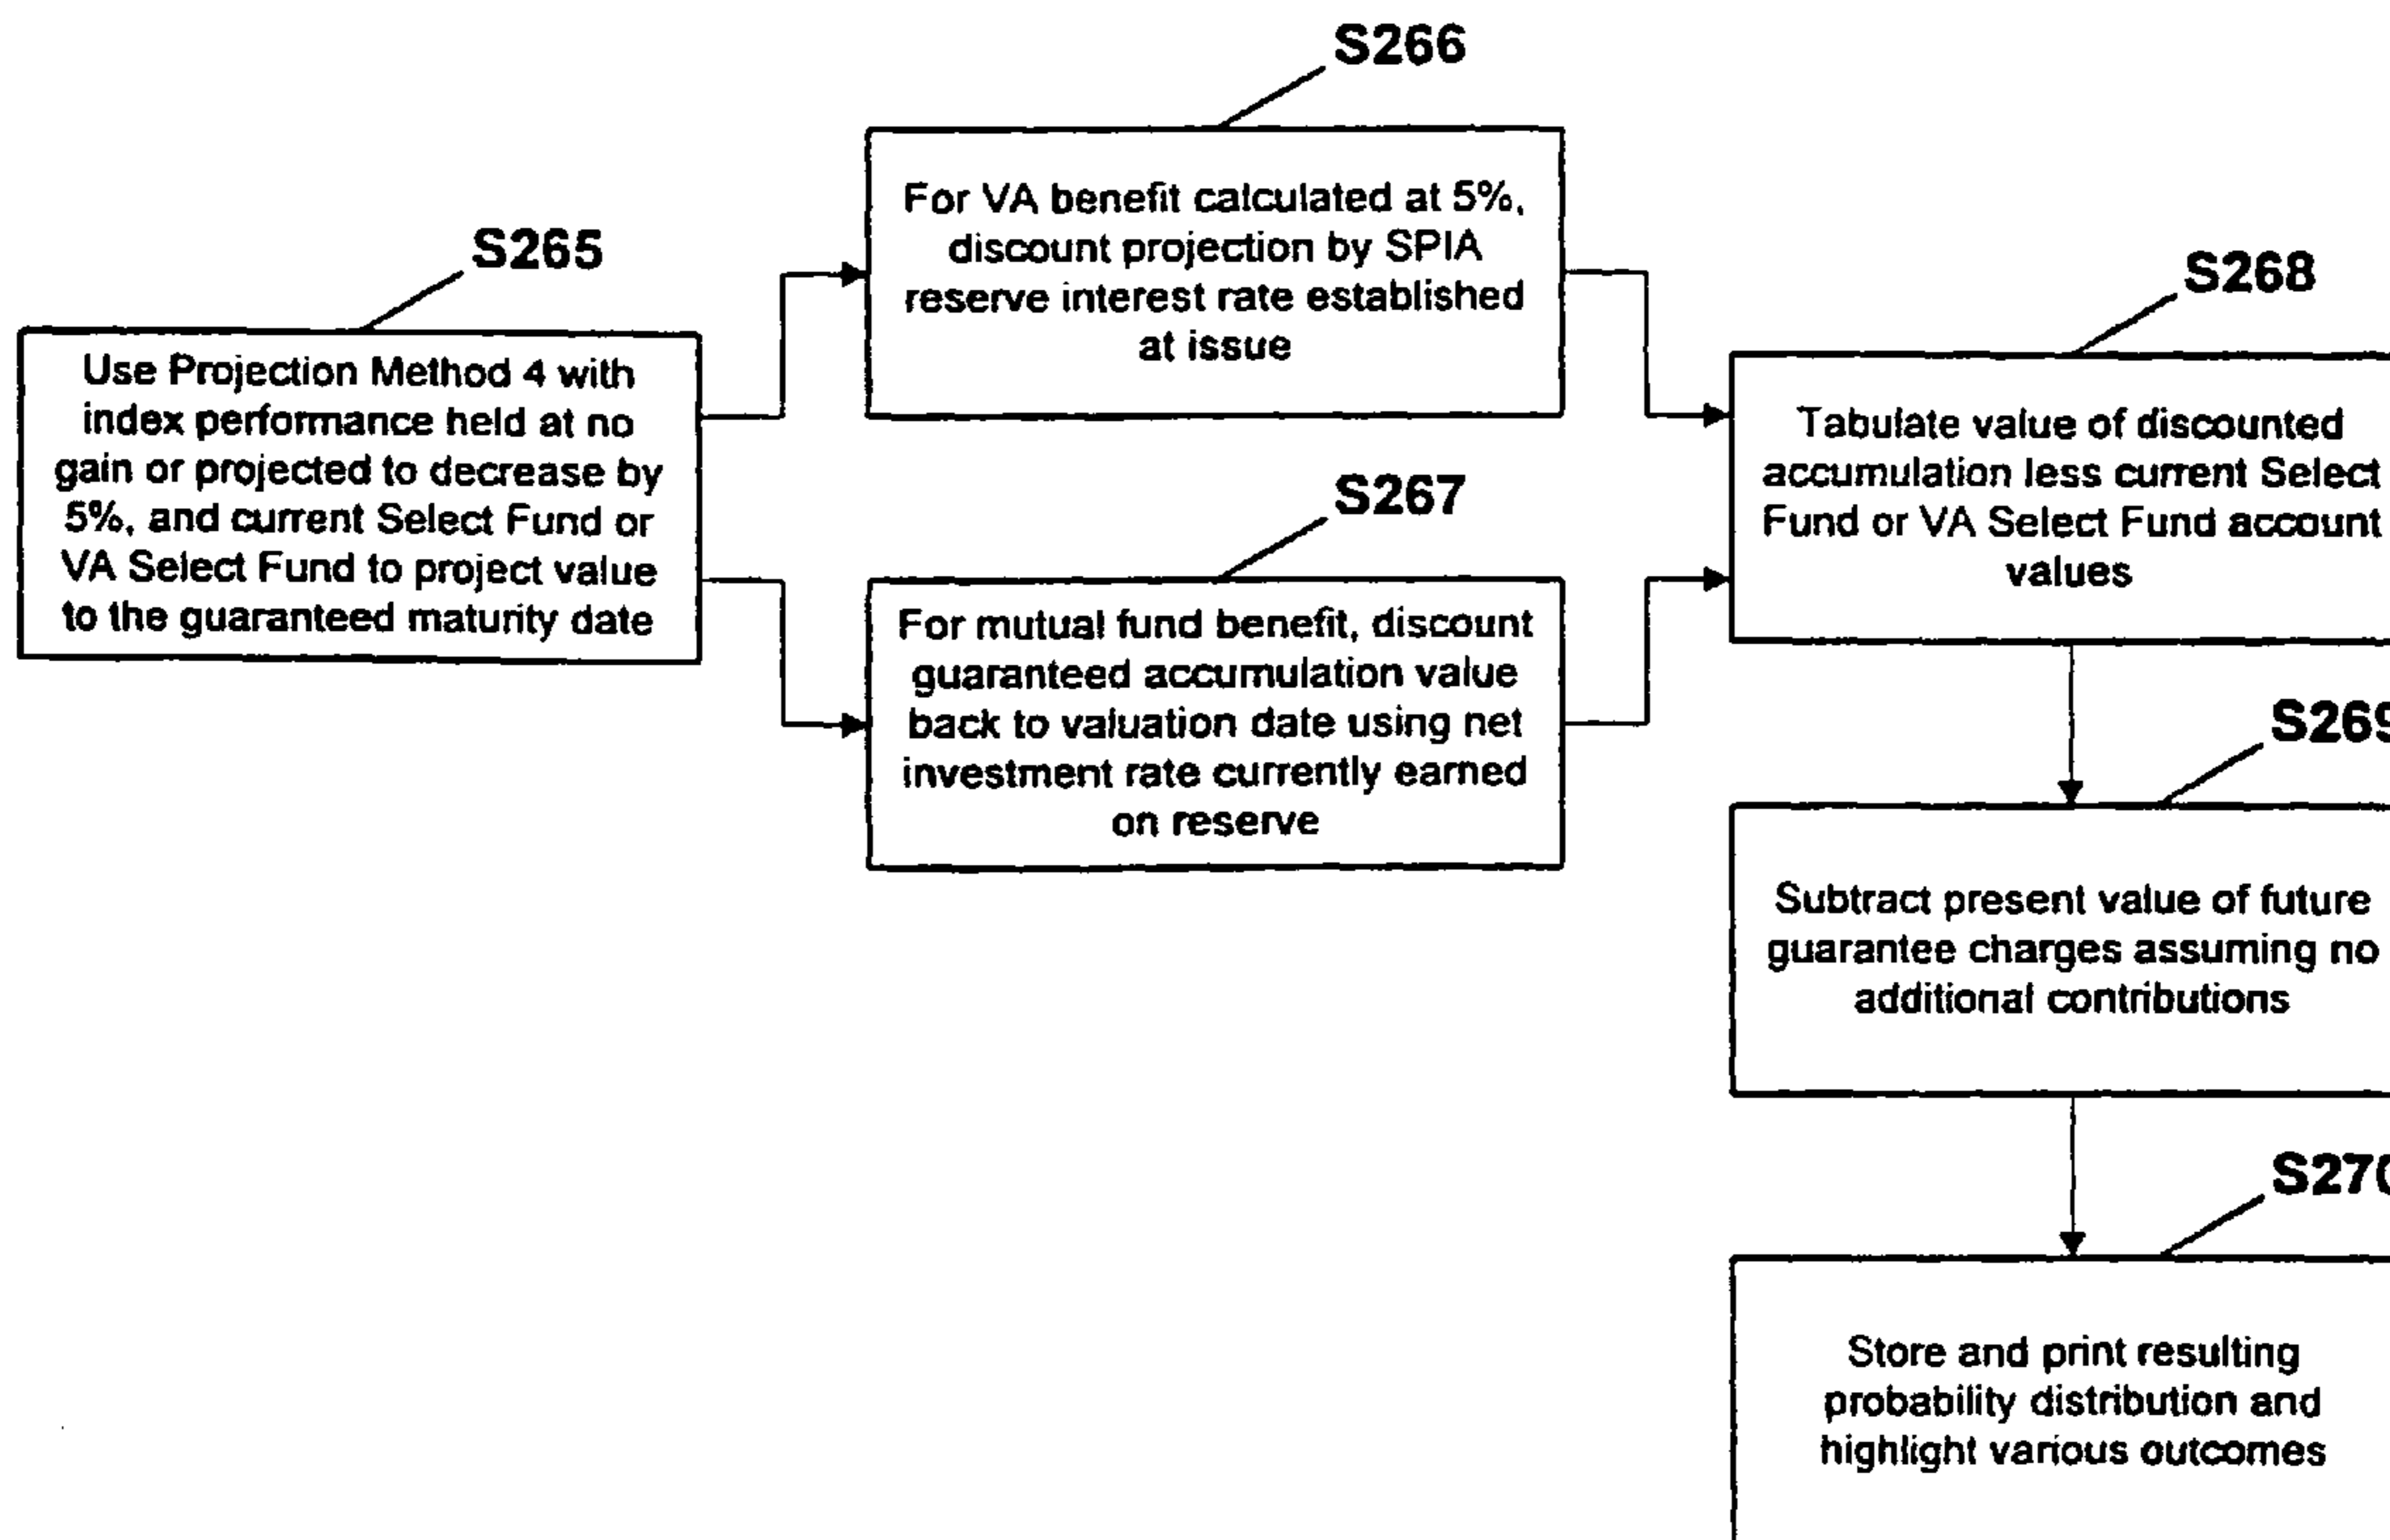 S265
Use Projection Method 4 with
index performance held at no
gain or projected to decrease by
5%, and current Select Fund or
VA Select Fund to project value
to the guaranteed maturity date
S266
For VA benefit calculated at 5%,
discount projection by SPIA
reserve interest rate established
at issue
S267
For mutual fund benefit, discount
guaranteed accumulation value
back to valuation date using net
investment rate currently earned
on reserve
S268
Tabulate value of discounted
accumulation less current Select
Fund or VA Select Fund account
values
S269
Subtract present value of future
guarantee charges assuming no
additional contributions
S270
Store and print resulting
probability distribution and
highlight various outcomes